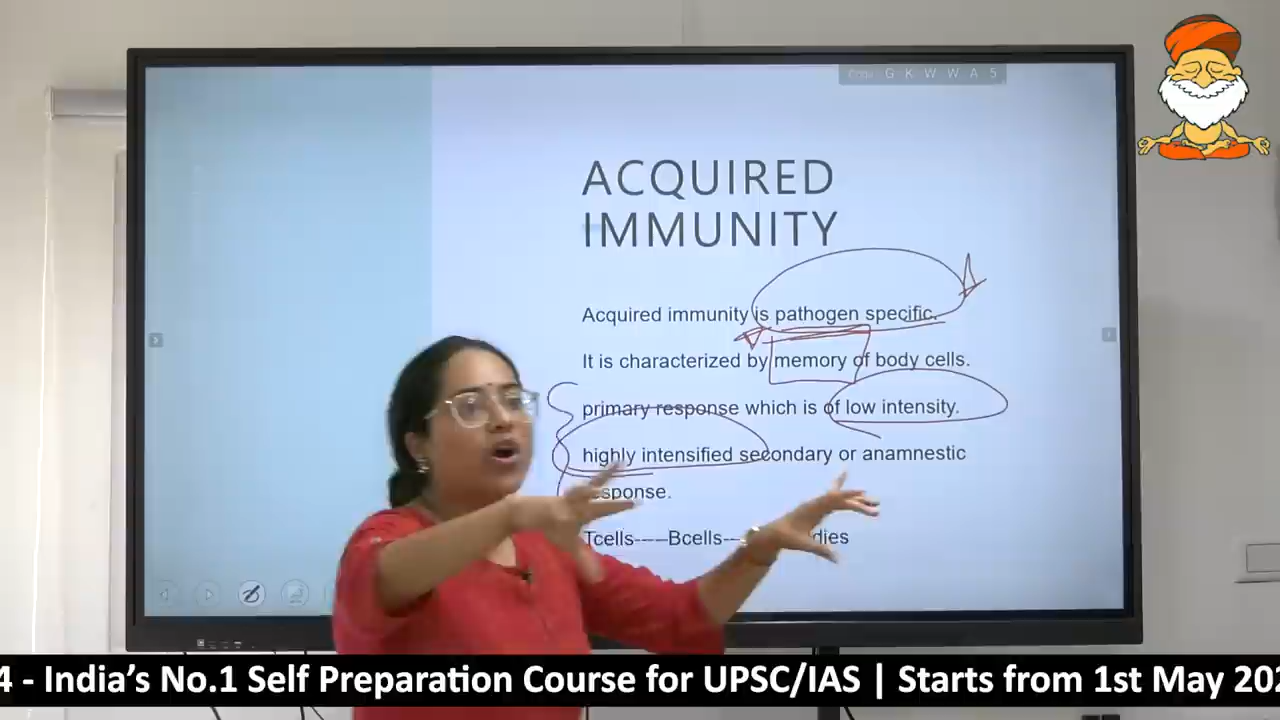 G K W W A 5
ACQUIRED
IMMUNITY
Acquired immunity is pathogen specific.
It is characterized by memory of body cells.
primary response which is of low intensity.
highly intensified secondary or anamnestic
response.
Tcells----Bcells--
4 - India's No.1 Self Preparation Course for UPSC/IAS | Starts from 1st May 202